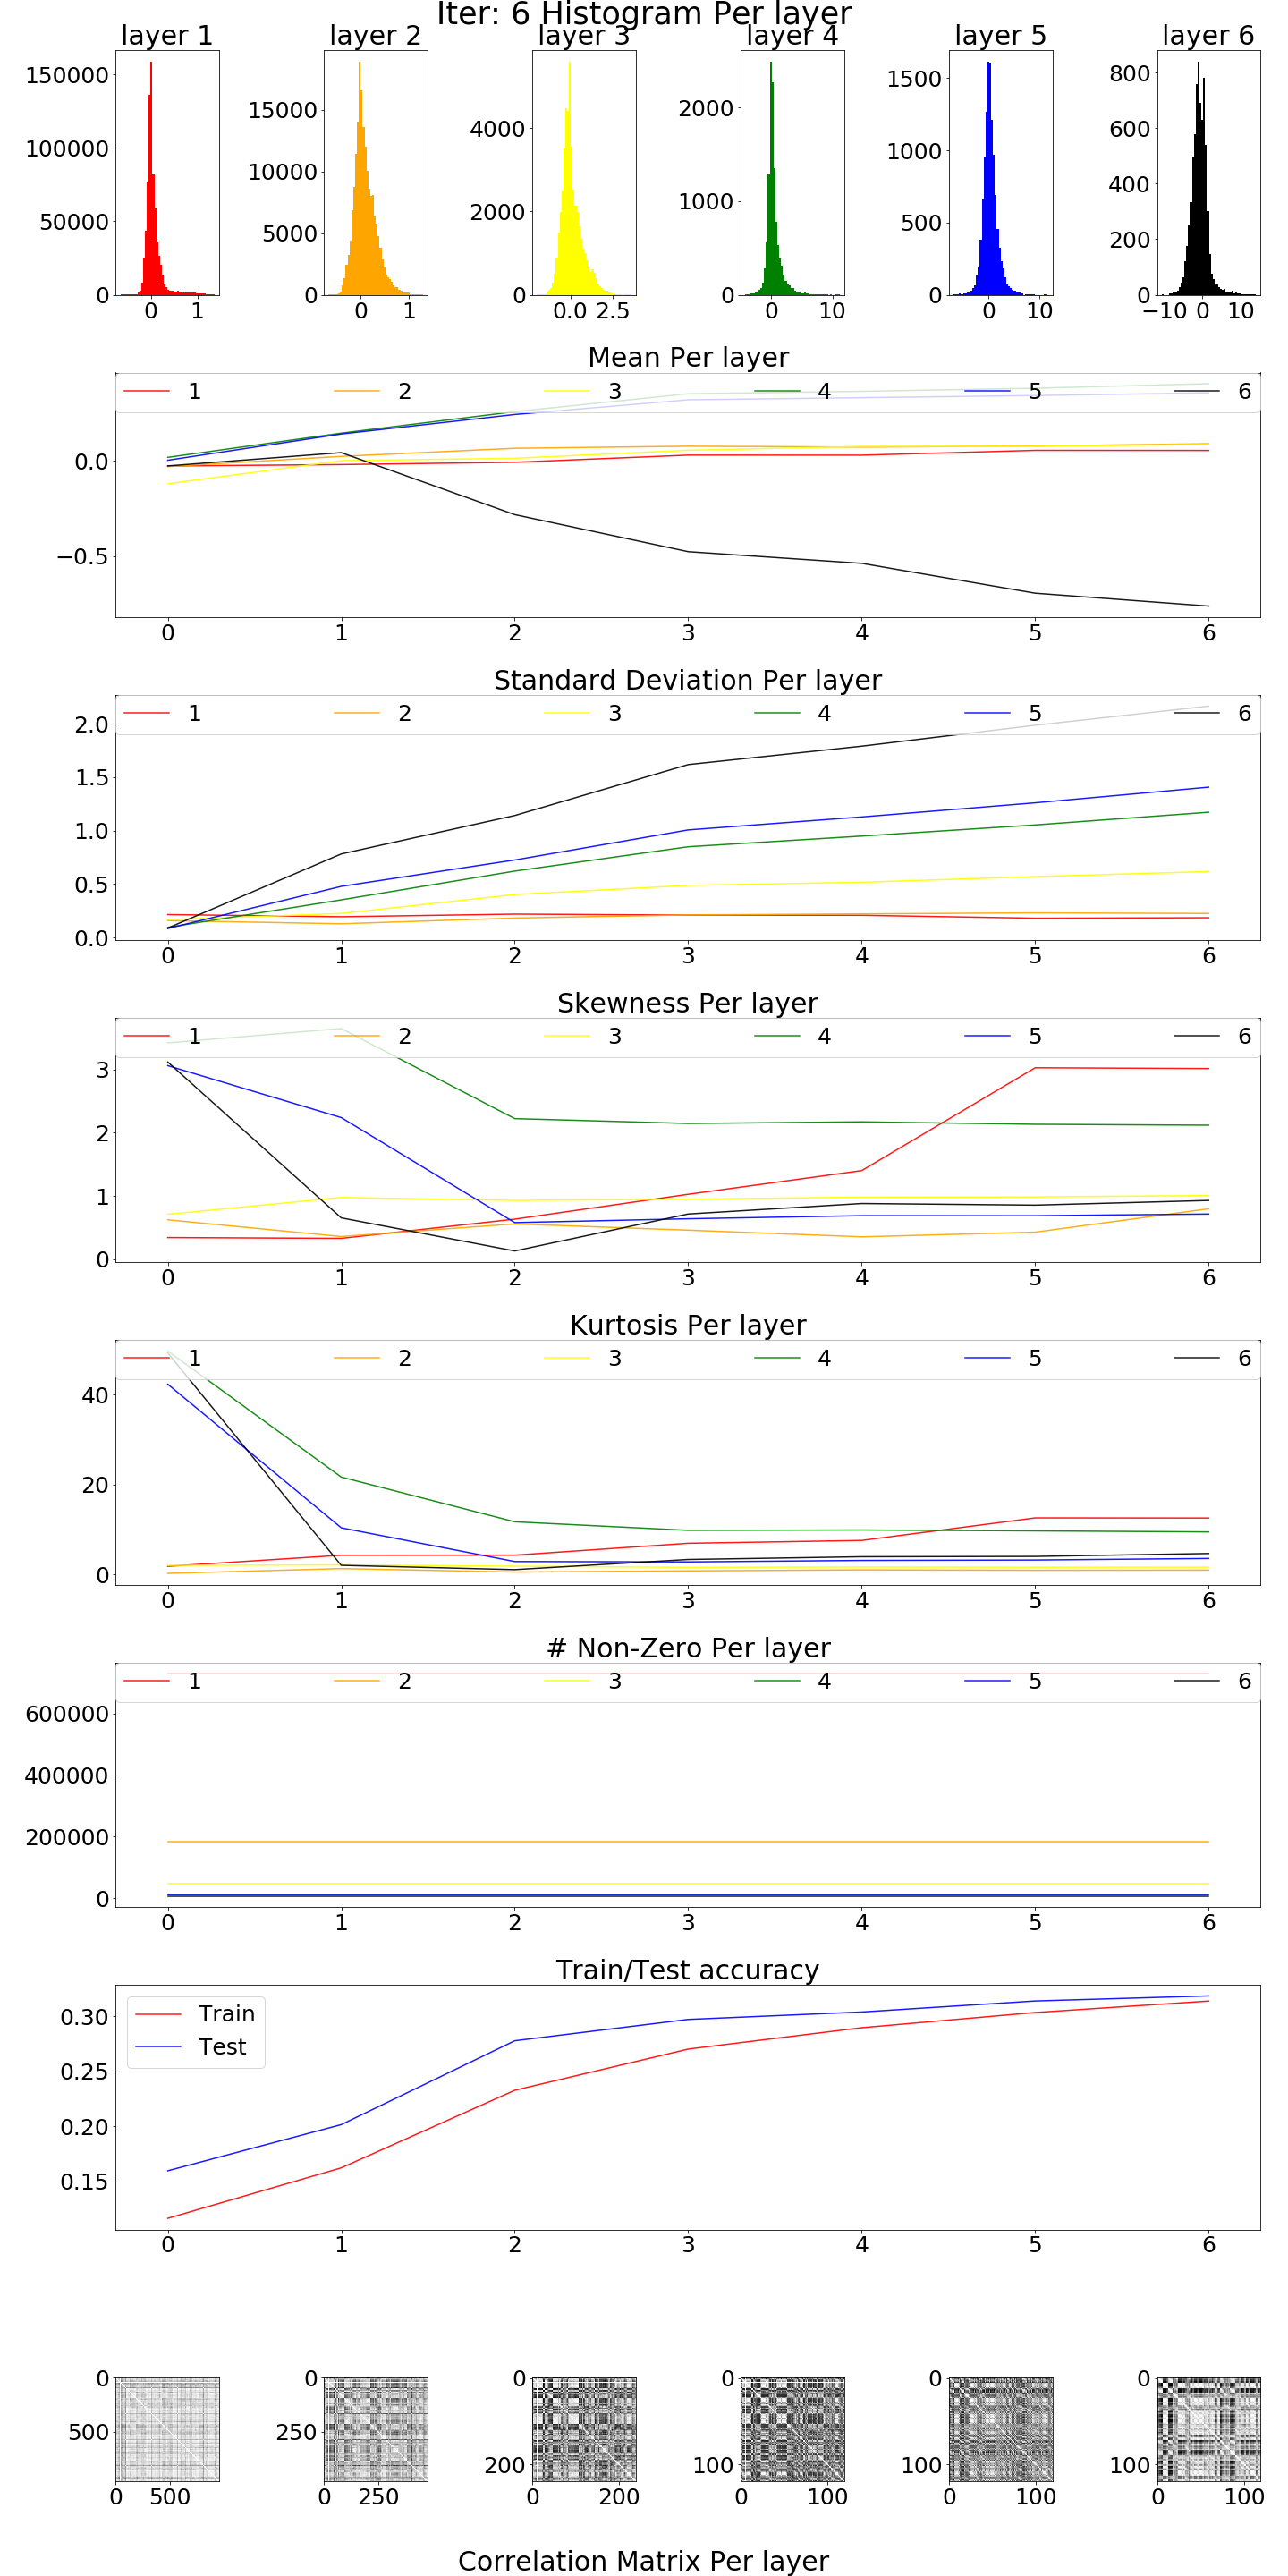 Iter: 6 Histogram Per layer
layer 1 layer 2 layer 3 layer 4 layer 5 layer 6
150000
100000
50000
0
0 1
15000
10000
5000
0
0 1
4000
2000
0
0.0 2.5
2000
1000
0
0 10
1500
1000
500
0
0 10
800
600
400
200
0
−10 0 10
Mean Per layer
1 2 3 4 5 6
0.0
−0.5
0 1 2 3 4 5 6
Standard Deviation Per layer
1 2 3 4 5 6
2.0
1.5
1.0
0.5
0.0
0 1 2 3 4 5 6
Skewness Per layer
1 2 3 4 5 6
3
2
1
0
0 1 2 3 4 5 6
Kurtosis Per layer
1 2 3 4 5 6
40
20
0
0 1 2 3 4 5 6
# Non-Zero Per layer
1 2 3 4 5 6
600000
400000
200000
0
0 1 2 3 4 5 6
Train/Test accuracy
Train
Test
0.30
0.25
0.20
0.15
0 1 2 3 4 5 6
0
500
0 500
0
250
0 250
0
200
0 200
0
100
0 100
0
100
0 100
0
100
0 100
Correlation Matrix Per layer